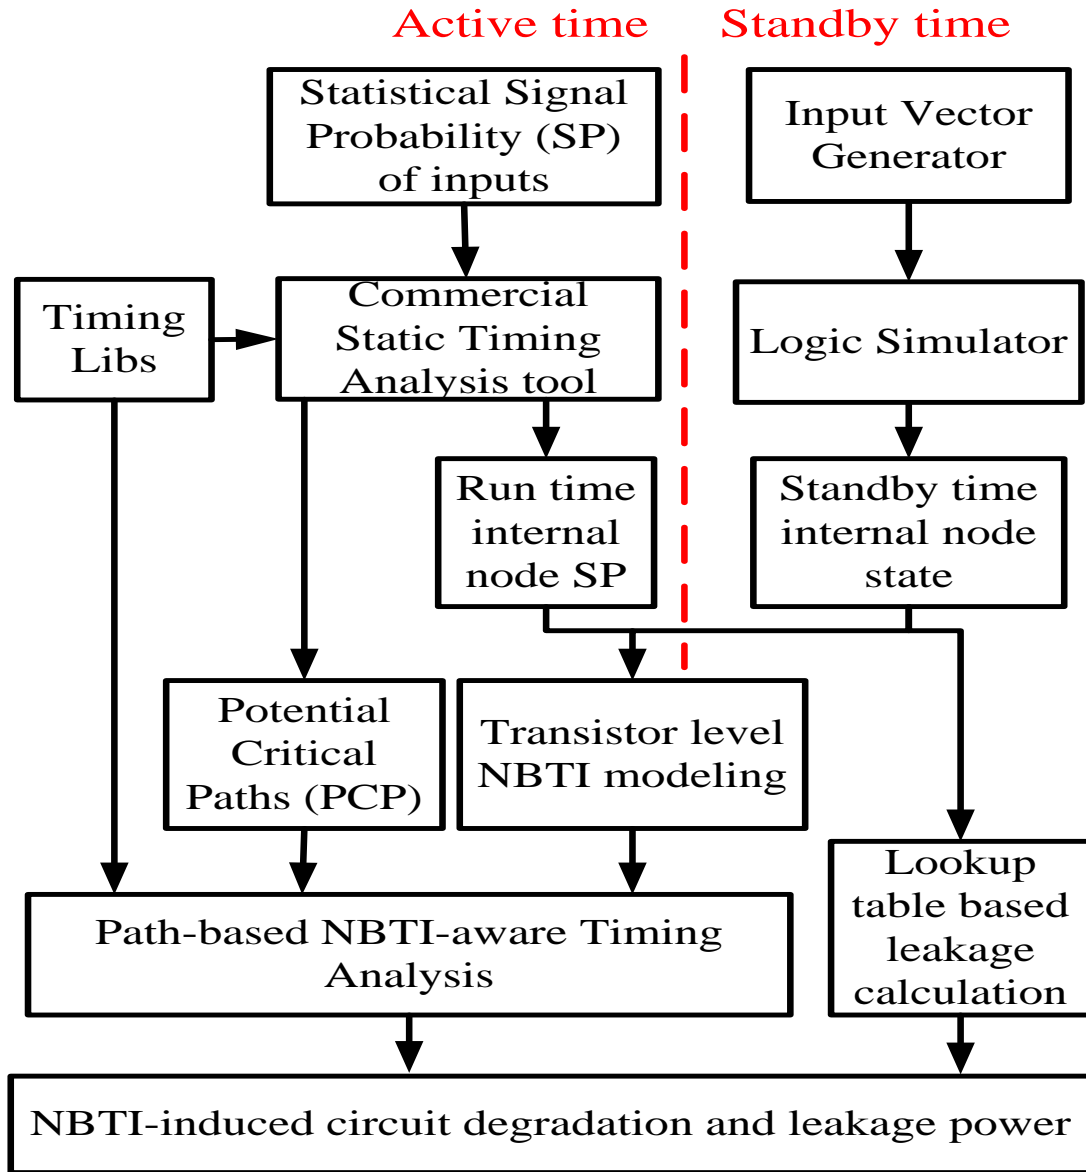 Active time
Standby time
Statistical Signal
Probability (SP)
of inputs
Input Vector
Generator
Timing
Libs
Commercial
Static Timing
Analysis tool
Logic Simulator
Run time
internal
node SP
Standby time
internal node
state
Potential
Critical
Paths (PCP)
Transistor level
NBTI modeling
Lookup
table based
leakage
calculation
Path-based NBTI-aware Timing
Analysis
NBTI-induced circuit degradation and leakage power